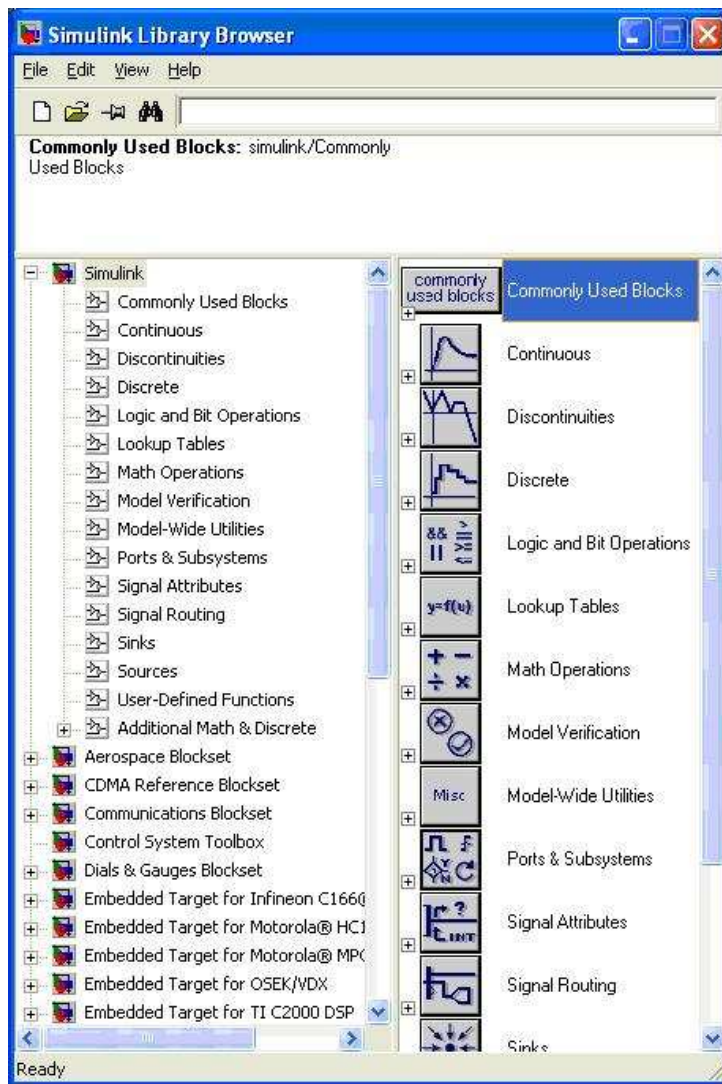 Simulink Library Browser
File Edit View Help
Commonly Used Blocks: simulink/Commonly
Used Blocks
Simulink
Commonly Used Blocks
Continuous
Discontinuities
Discrete
Logic and Bit Operations
Lookup Tables
Math Operations
Model Verification
Model-Wide Utilities
Ports & Subsystems
Signal Attributes
Signal Routing
Sinks
Sources
User-Defined Functions
Additional Math & Discrete
Aerospace Blockset
CDMA Reference Blockset
Communications Blockset
Control System Toolbox
Dials & Gauges Blockset
Embedded Target for Infineon C166
Embedded Target for Motorola® HC1
Embedded Target for Motorola® MPC
Embedded Target for OSEK/VDX
Embedded Target for TI C2000 DSP
commonly
used blocks
Commonly Used Blocks
Continuous
Discontinuities
Discrete
&& >
|| >=
<=
Logic and Bit Operations
y=f(u)
Lookup Tables
+ −
÷ ×
Math Operations
Model Verification
Misc
Model-Wide Utilities
Y
N
Ports & Subsystems
?
INT
Signal Attributes
Signal Routing
Sinks
Ready